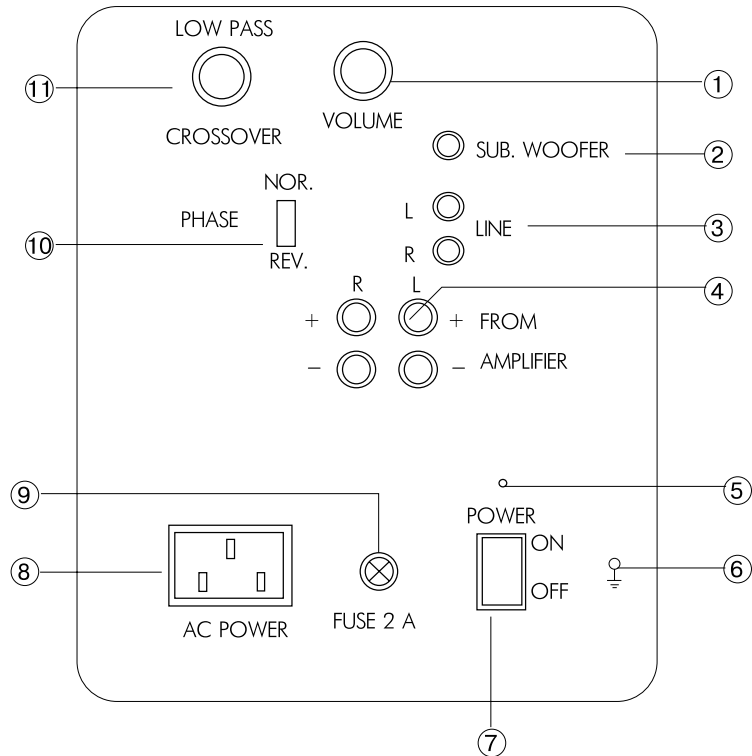 LOW PASS
⑪
①
VOLUME
CROSSOVER
SUB. WOOFER
②
NOR.
L
PHASE
LINE
③
⑩
R
REV.
R L
④
+ + FROM
− − AMPLIFIER
⑨
⑤
POWER
ON
⑧
⑥
OFF
AC POWER
FUSE 2 A
⑦